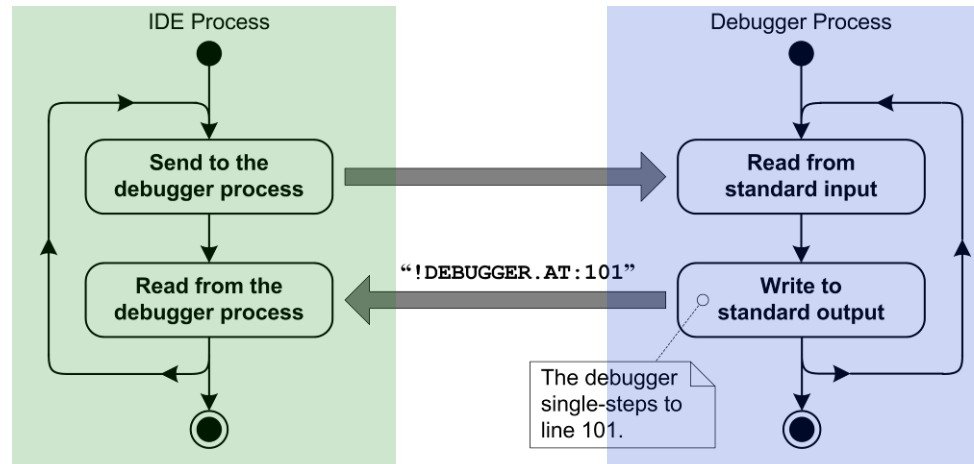 IDE Process
Debugger Process
Send to the
debugger process
Read from
standard input
“!DEBUGGER.AT:101”
Read from the
debugger process
Write to
standard output
The debugger
single-steps to
line 101.